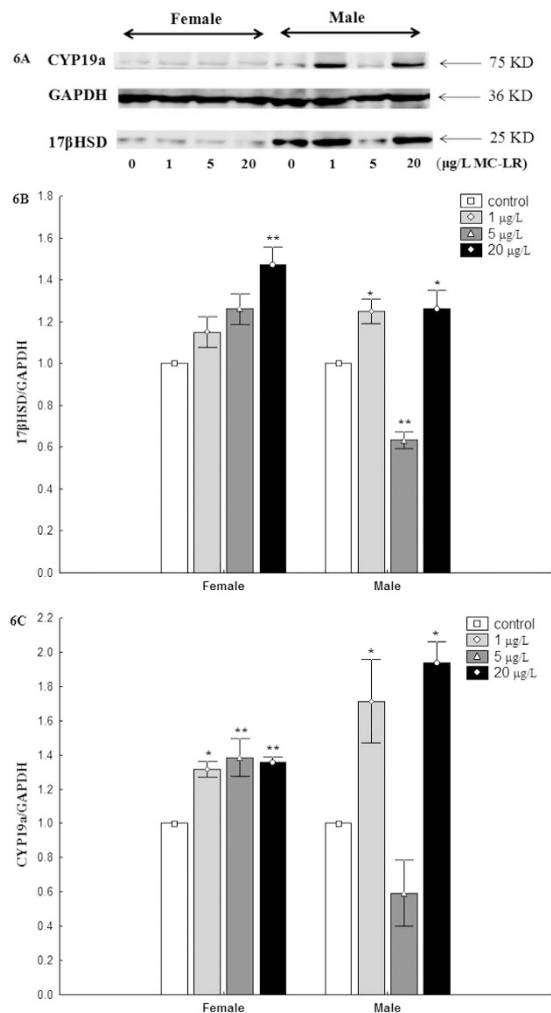 Female Male
6A CYP19a 75 KD
GAPDH 36 KD
17βHSD 25 KD
0 1 5 20 0 1 5 20 (μg/L MC-LR)
6B
control
1 μg/L
5 μg/L
20 μg/L
1.8
1.6
1.4
1.2
1.0
0.8
0.6
0.4
0.2
0.0
17βHSD/GAPDH
**
*
**
*
Female Male
6C
control
1 μg/L
5 μg/L
20 μg/L
2.2
2.0
1.8
1.6
1.4
1.2
1.0
0.8
0.6
0.4
0.2
0.0
CYP19a/GAPDH
*
**
**
*
*
Female Male